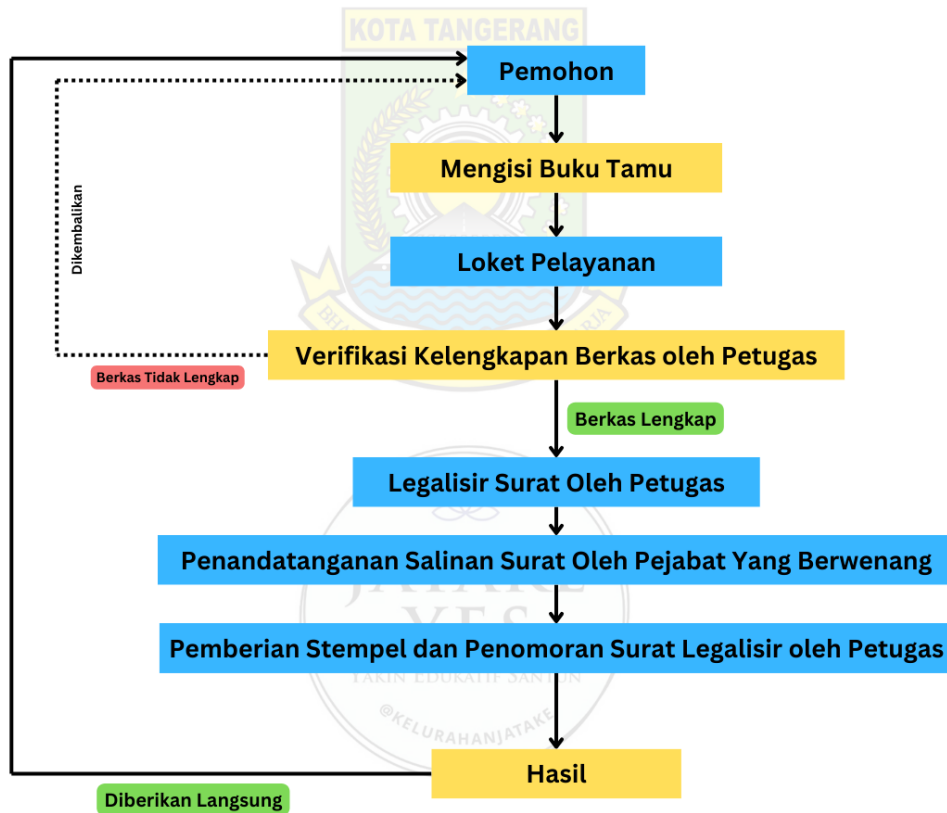 KOTA TANGERANG
Pemohon
Mengisi Buku Tamu
Dikembalikan
Loket Pelayanan
Verifikasi Kelengkapan Berkas oleh Petugas
Berkas Tidak Lengkap
Berkas Lengkap
Legalisir Surat Oleh Petugas
Penandatanganan Salinan Surat Oleh Pejabat Yang Berwenang
JATAKE
YES
Pemberian Stempel dan Penomoran Surat Legalisir oleh Petugas
YAKIN EDUKATIF SANTUN
@KELURAHANJATAKE
Hasil
Diberikan Langsung